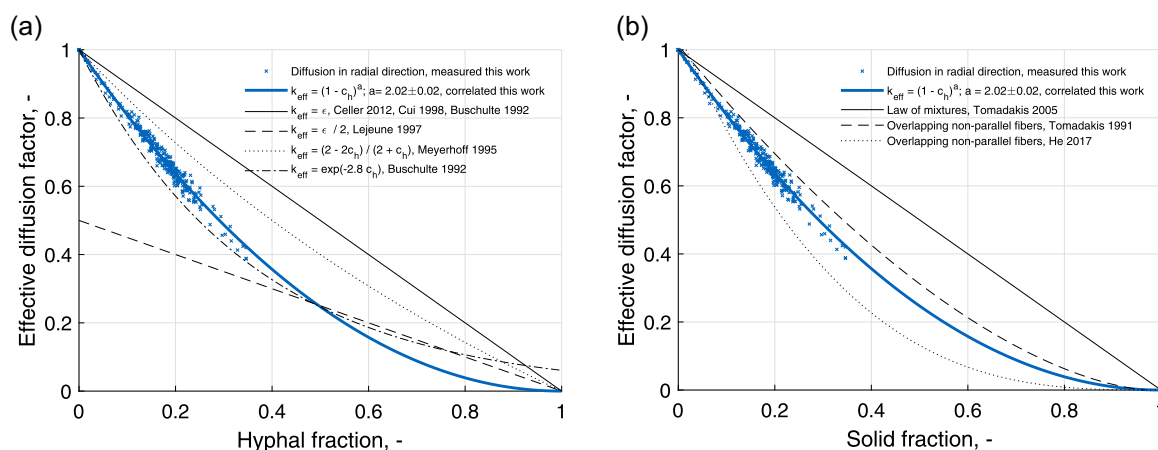 (a)
Effective diffusion factor, -
1
0.8
0.6
0.4
0.2
0
0
0.2
0.4
0.6
0.8
1
Hyphal fraction, -
Diffusion in radial direction, measured this work
k_eff = (1 - c_h)^a; a= 2.02±0.02, correlated this work
k_eff = ϵ, Celler 2012, Cui 1998, Buschulte 1992
k_eff = ϵ / 2, Lejeune 1997
k_eff = (2 - 2c_h) / (2 + c_h), Meyerhoff 1995
k_eff = exp(-2.8 c_h), Buschulte 1992
(b)
Effective diffusion factor, -
1
0.8
0.6
0.4
0.2
0
0
0.2
0.4
0.6
0.8
1
Solid fraction, -
Diffusion in radial direction, measured this work
k_eff = (1 - c_h)^a; a = 2.02±0.02, correlated this work
Law of mixtures, Tomadakis 2005
Overlapping non-parallel fibers, Tomadakis 1991
Overlapping non-parallel fibers, He 2017